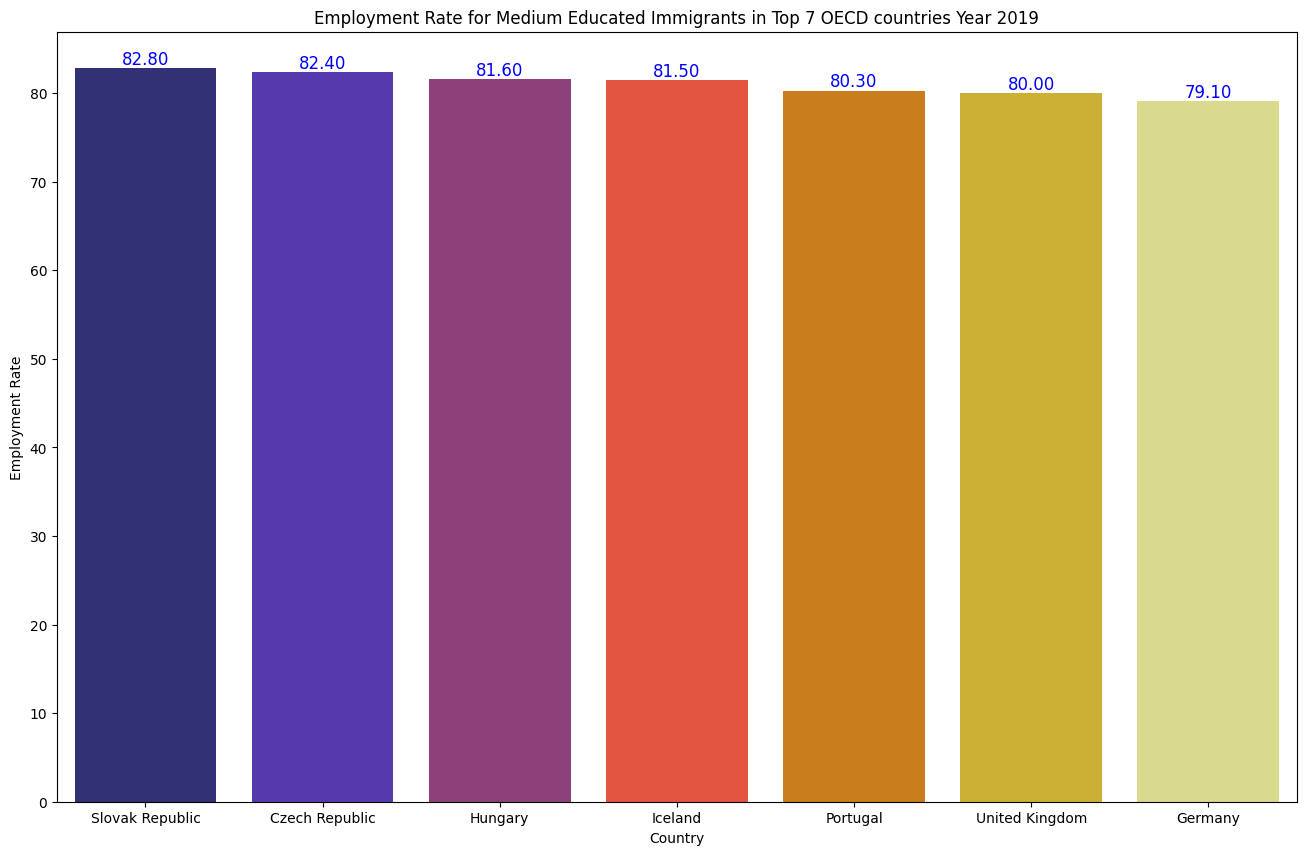 Employment Rate for Medium Educated Immigrants in Top 7 OECD countries Year 2019
82.80
82.40
81.60
81.50
80.30
80.00
79.10
80
70
60
50
40
30
20
10
0
Employment Rate
Slovak Republic
Czech Republic
Hungary
Iceland
Portugal
United Kingdom
Germany
Country